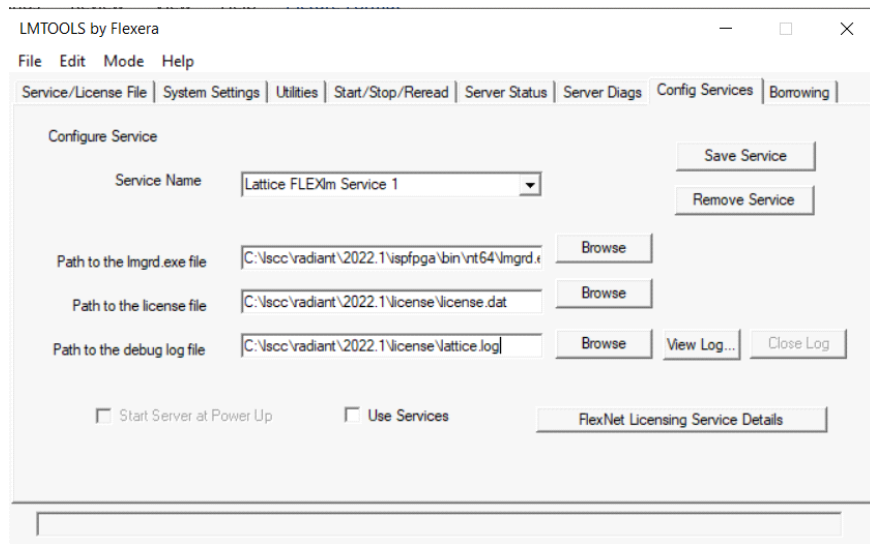 LMTOOLS by Flexera
File Edit Mode Help
Service/License File System Settings Utilities Start/Stop/Reread Server Status Server Diags Config Services Borrowing
Configure Service
Save Service
Service Name Lattice FLEXlm Service 1
Remove Service
Path to the lmgrd.exe file C:\lscc\radiant\2022.1\ispfpga\bin\nt64\lmgrd.e Browse
Path to the license file C:\lscc\radiant\2022.1\license\license.dat Browse
Path to the debug log file C:\lscc\radiant\2022.1\license\lattice.log Browse View Log... Close Log
Start Server at Power Up Use Services FlexNet Licensing Service Details